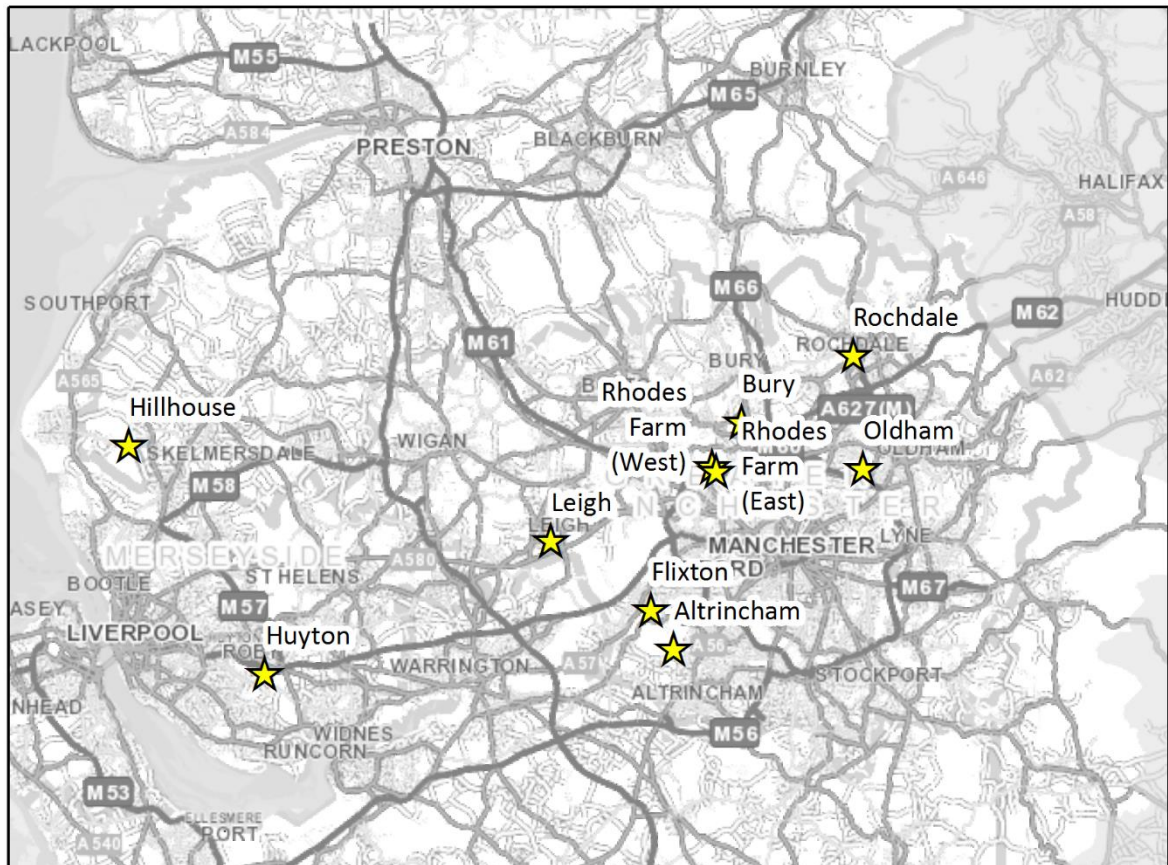 LANCASHIRE
LACKPOOL
M55
BURNLEY
M65
A584
BLACKBURN
PRESTON
A646
HALIFAX
A58
SOUTHPORT
M66
M62
HUDD
Rochdale
ROCHDALE
M61
BURY
A565
A62
Rhodes
Bury
A627(M)
Hillhouse
Farm
Rhodes
Oldham
WIGAN
SKELMERSDALE
(West)
Farm
OLDHAM
M58
(East)
Leigh
LEIGH
MERSEYSIDE
MANCHESTER
LYNE
A580
ST HELENS
Flixton
M67
BOOTLE
ASEY
M57
Altrincham
LIVERPOOL
Huyton
A56
WARRINGTON
A57
STOCKPORT
ALTRINCHAM
NHEAD
WIDNES
M56
RUNCORN
M53
ELLESMERE
PORT
A540